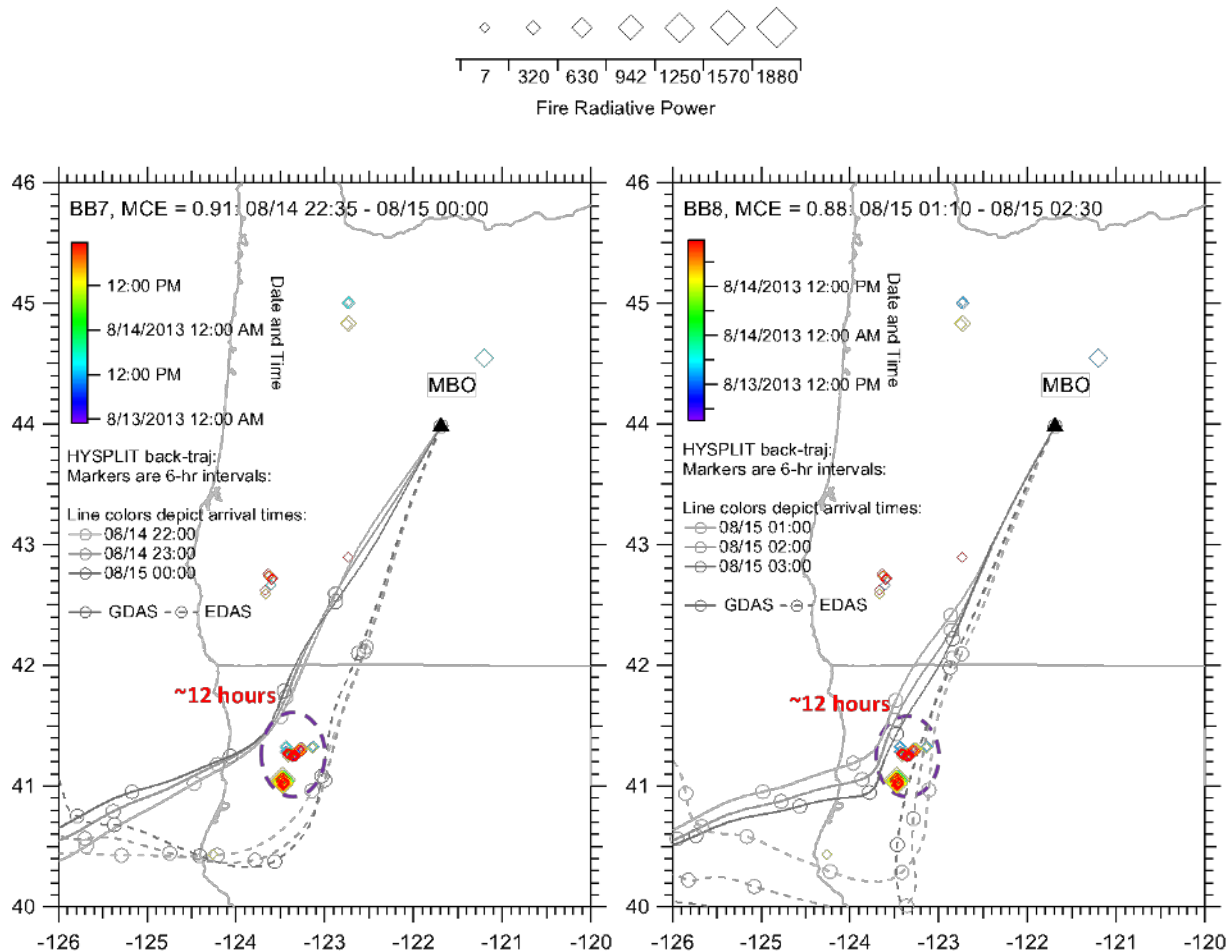 7 320 630 942 1250 1570 1880
Fire Radiative Power
46
45
44
43
42
41
40
-126 -125 -124 -123 -122 -121 -120
BB7, MCE = 0.91: 08/14 22:35 - 08/15 00:00
12:00 PM
8/14/2013 12:00 AM
12:00 PM
8/13/2013 12:00 AM
Date and Time
MBO
HYSPLIT back-traj:
Markers are 6-hr intervals:
Line colors depict arrival times:
08/14 22:00
08/14 23:00
08/15 00:00
GDAS EDAS
~12 hours
46
45
44
43
42
41
40
-126 -125 -124 -123 -122 -121 -120
BB8, MCE = 0.88: 08/15 01:10 - 08/15 02:30
8/14/2013 12:00 PM
8/14/2013 12:00 AM
8/13/2013 12:00 PM
Date and Time
MBO
HYSPLIT back-traj:
Markers are 6-hr intervals:
Line colors depict arrival times:
08/15 01:00
08/15 02:00
08/15 03:00
GDAS EDAS
~12 hours